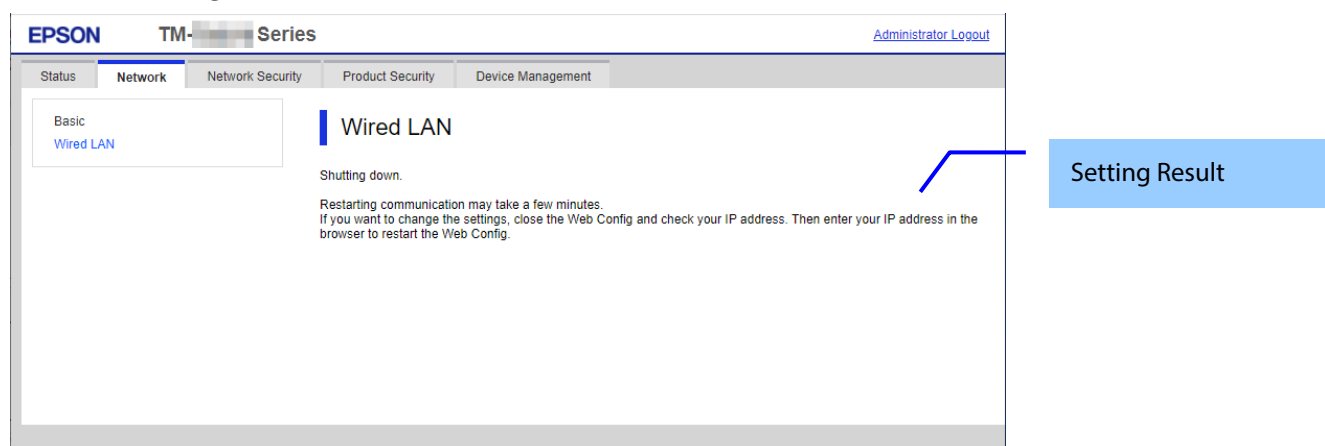 EPSON TM- Series Administrator Logout
Status Network Network Security Product Security Device Management
Basic
Wired LAN
Wired LAN
Shutting down.
Restarting communication may take a few minutes.
If you want to change the settings, close the Web Config and check your IP address. Then enter your IP address in the
browser to restart the Web Config.
Setting Result